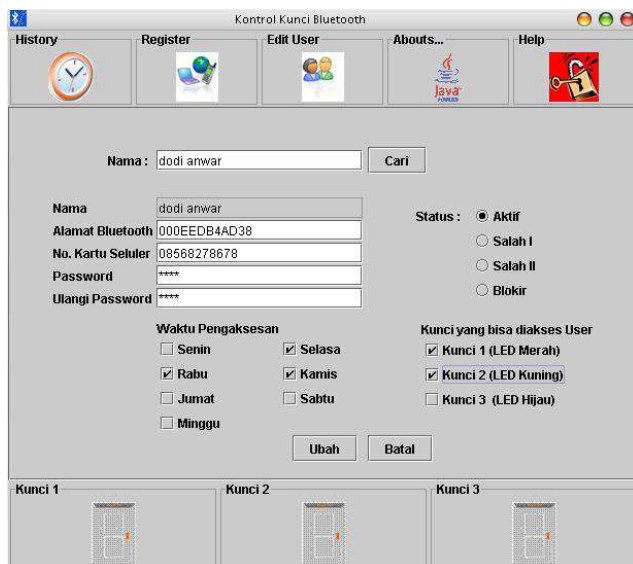 Kontrol Kunci Bluetooth
History Register Edit User Abouts... Help
Java
POWERED
Nama : dodi anwar Cari
Nama dodi anwar
Alamat Bluetooth 000EEDB4AD38
No. Kartu Seluler 08568278678
Password ****
Ulangi Password ****
Status : Aktif
Salah I
Salah II
Blokir
Waktu Pengaksesan
Senin Selasa
Rabu Kamis
Jumat Sabtu
Minggu
Kunci yang bisa diakses User
Kunci 1 (LED Merah)
Kunci 2 (LED Kuning)
Kunci 3 (LED Hijau)
Ubah Batal
Kunci 1 Kunci 2 Kunci 3